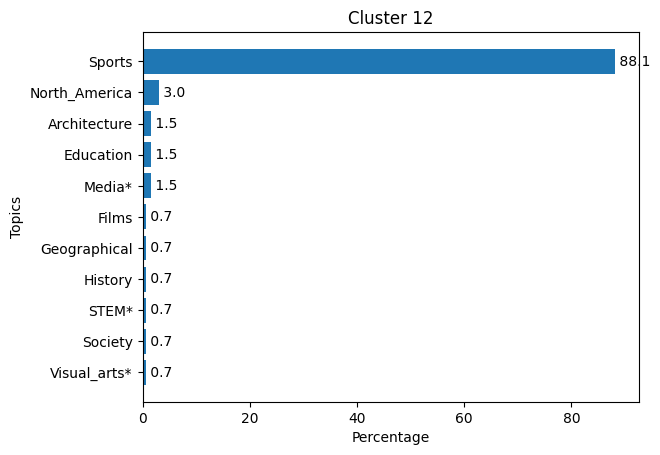 Cluster 12
Sports 88.1
North_America 3.0
Architecture 1.5
Education 1.5
Media* 1.5
Films 0.7
Geographical 0.7
History 0.7
STEM* 0.7
Society 0.7
Visual_arts* 0.7
Topics
0 20 40 60 80
Percentage